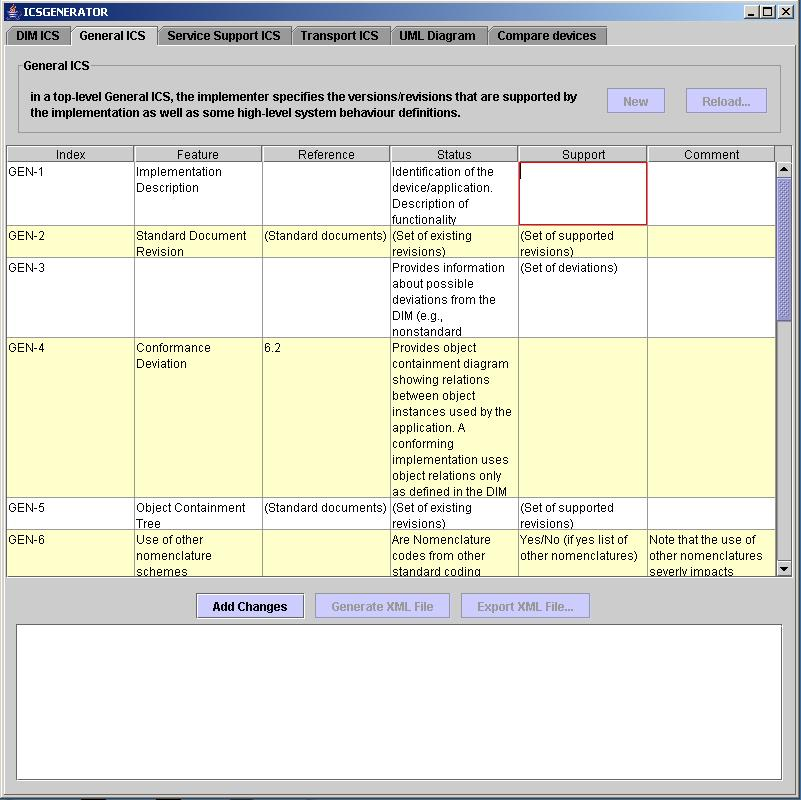 ICSGENERATOR
DIM ICS General ICS Service Support ICS Transport ICS UML Diagram Compare devices
General ICS
in a top-level General ICS, the implementer specifies the versions/revisions that are supported by
the implementation as well as some high-level system behaviour definitions.
New Reload...
Index Feature Reference Status Support Comment
GEN-1
Implementation
Description
Identification of the
device/application.
Description of
functionality
GEN-2
Standard Document
Revision
(Standard documents)
(Set of existing
revisions)
(Set of supported
revisions)
GEN-3
Provides information
about possible
deviations from the
DIM (e.g.,
nonstandard
(Set of deviations)
GEN-4
Conformance
Deviation
6.2
Provides object
containment diagram
showing relations
between object
instances used by the
application. A
conforming
implementation uses
object relations only
as defined in the DIM
GEN-5
Object Containment
Tree
(Standard documents)
(Set of existing
revisions)
(Set of supported
revisions)
GEN-6
Use of other
nomenclature
schemes
Are Nomenclature
codes from other
standard coding
Yes/No (if yes list of
other nomenclatures)
Note that the use of
other nomenclatures
severly impacts
Add Changes Generate XML File Export XML File...